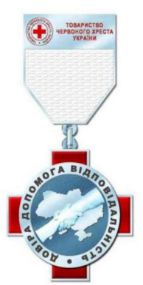 ТОВАРИСТВО
ЧЕРВОНОГО ХРЕСТА
УКРАЇНИ
ДОВІРА ДОПОМОГА ВІДПОВІДАЛЬНІСТЬ